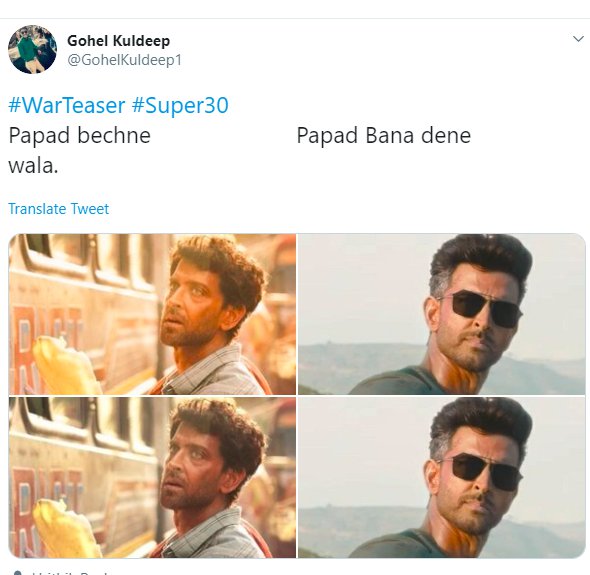 Gohel Kuldeep
@GohelKuldeep1
#WarTeaser #Super30
Papad bechne Papad Bana dene
wala.
Translate Tweet